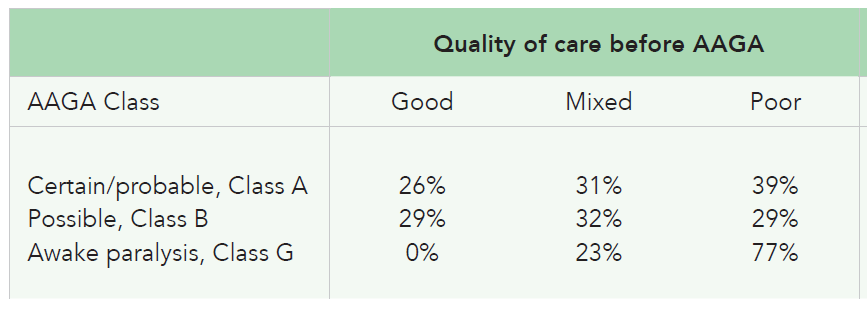 Quality of care before AAGA
AAGA Class Good Mixed Poor
Certain/probable, Class A 26% 31% 39%
Possible, Class B 29% 32% 29%
Awake paralysis, Class G 0% 23% 77%